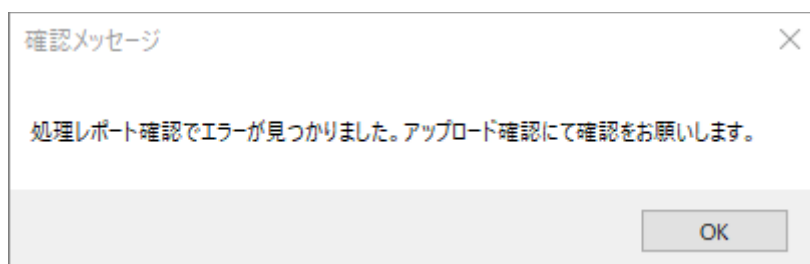 確認メッセージ
処理レポート確認でエラーが見つかりました。アップロード確認にて確認をお願いします。
OK